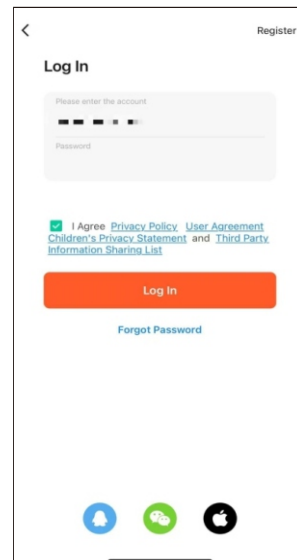 Register
Log In
Please enter the account
Password
I Agree Privacy Policy User Agreement
Children's Privacy Statement and Third Party
Information Sharing List
Log In
Forgot Password